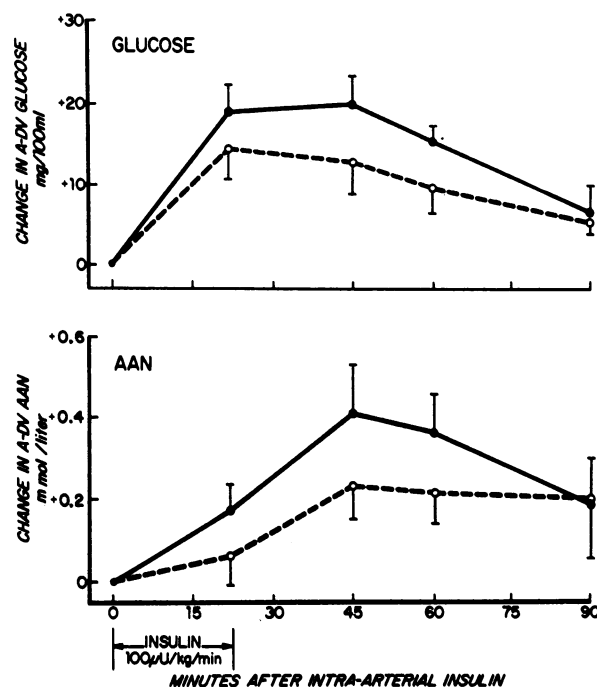 +30
GLUCOSE
+20
+10
0
CHANGE IN A-DV GLUCOSE
mg/100ml
+0.6
AAN
+0.4
+0.2
0
CHANGE IN A-DV AAN
m mol/liter
0 15 30 45 60 75 90
INSULIN
100μU/kg/min
MINUTES AFTER INTRA-ARTERIAL INSULIN